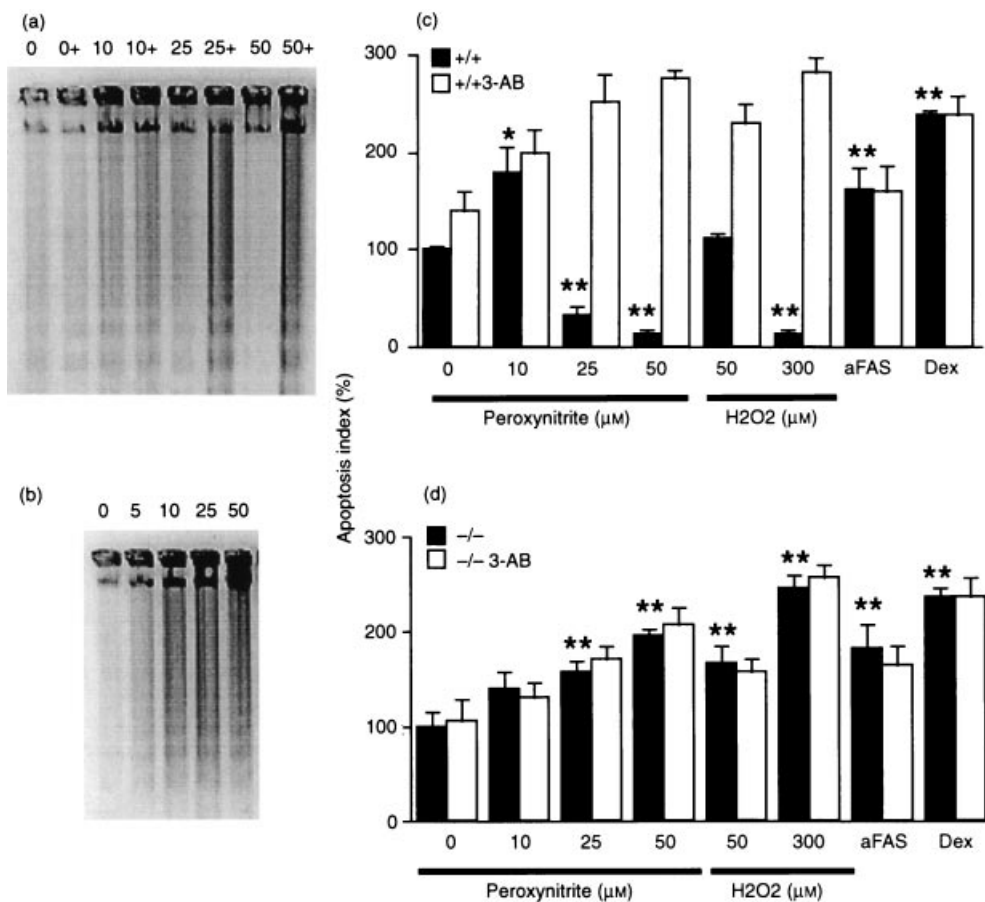 (a)
0 0+ 10 10+ 25 25+ 50 50+
(b)
0 5 10 25 50
Apoptosis index (%)
(c)
+/+
+/+3-AB
300
200
100
0
*
**
**
**
**
**
0 10 25 50 50 300 aFAS Dex
Peroxynitrite (μM) H2O2 (μM)
(d)
−/−
−/− 3-AB
300
200
100
0
**
**
**
**
**
**
0 10 25 50 50 300 aFAS Dex
Peroxynitrite (μM) H2O2 (μM)